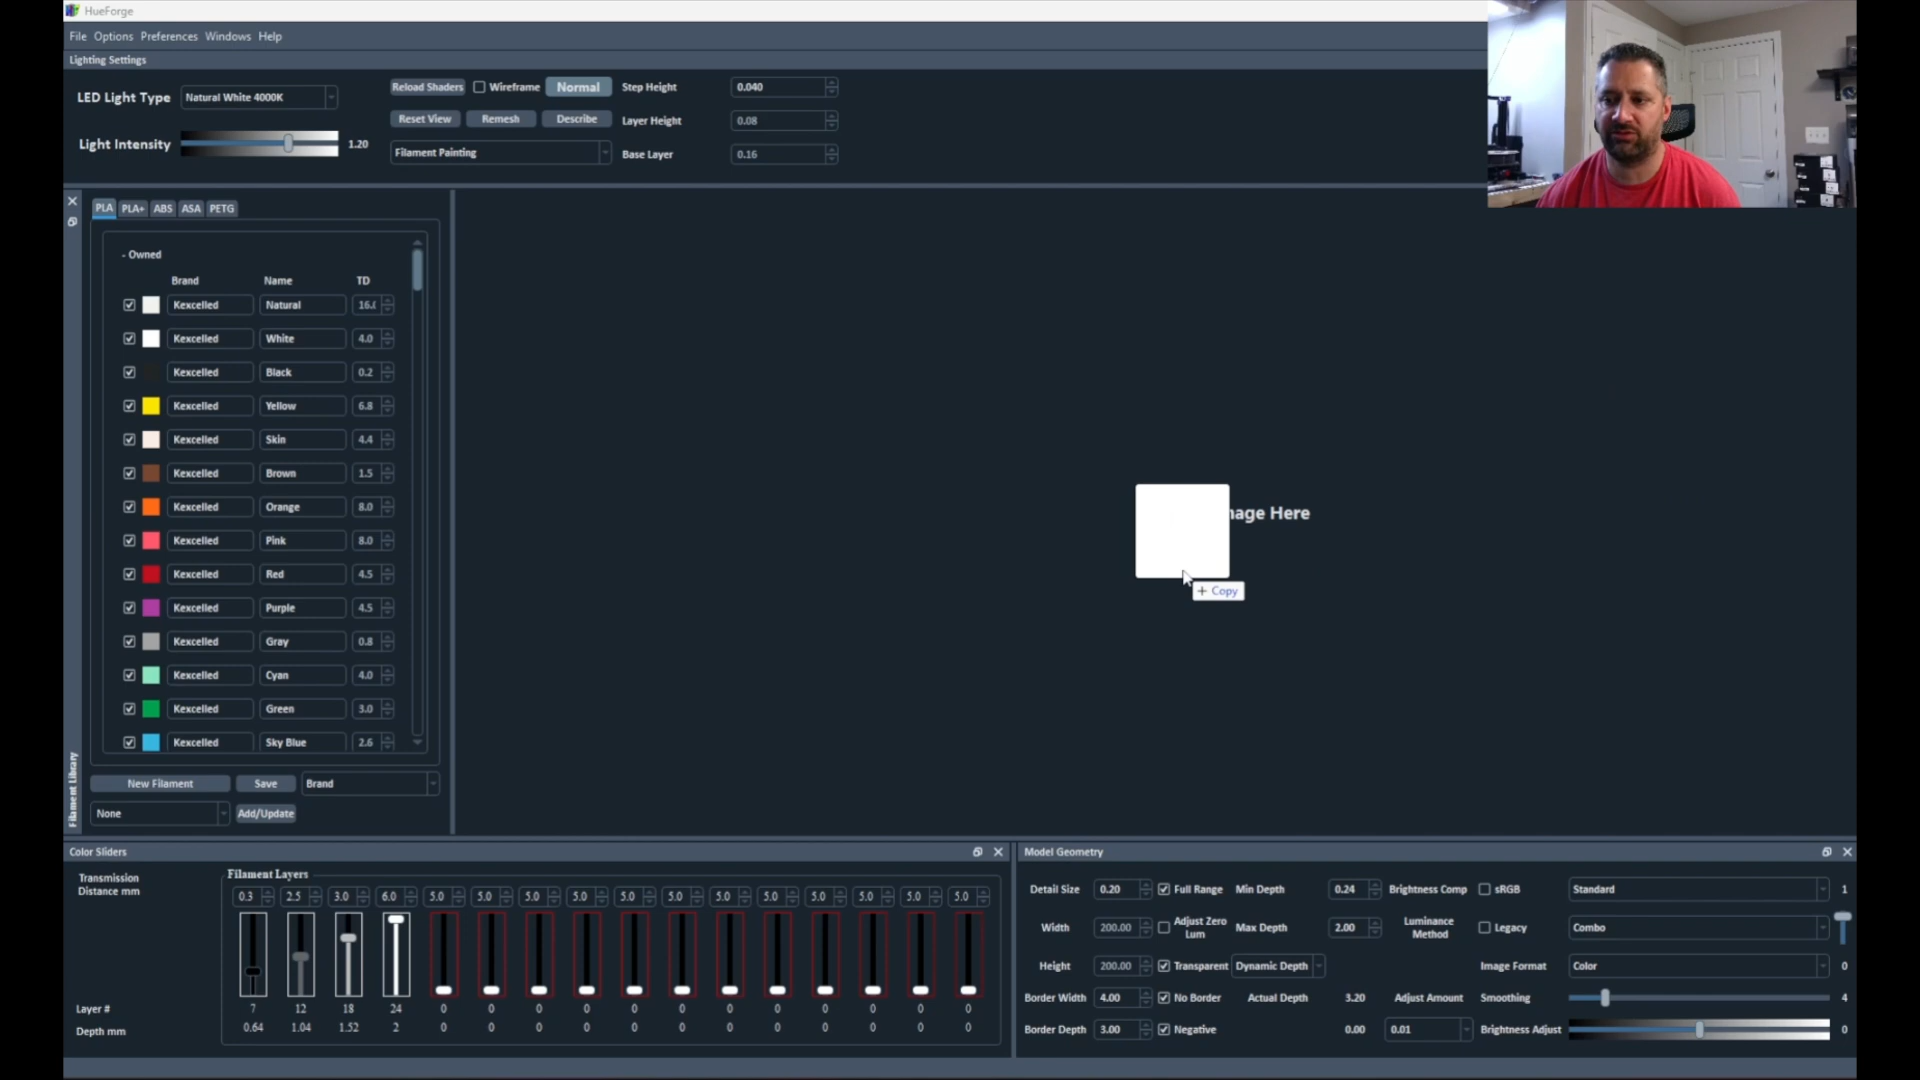 HueForge
File Options Preferences Windows Help
Lighting Settings
LED Light Type Natural White 4000K
Reload Shaders Wireframe Normal Step Height 0.040
Reset View Remesh Describe Layer Height 0.08
Light Intensity 1.20
Filament Painting Base Layer 0.16
PLA PLA+ ABS ASA PETG
- Owned
Brand Name TD
Kexcelled Natural 16.
Kexcelled White 4.0
Kexcelled Black 0.2
Kexcelled Yellow 6.8
Kexcelled Skin 4.4
Kexcelled Brown 1.5
Kexcelled Orange 8.0
Kexcelled Pink 8.0
Kexcelled Red 4.5
Kexcelled Purple 4.5
Kexcelled Gray 0.8
Kexcelled Cyan 4.0
Kexcelled Green 3.0
Kexcelled Sky Blue 2.6
New Filament Save Brand
None Add/Update
Filament Library
mage Here
+ Copy
Color Sliders
Transmission
Distance mm
Filament Layers
0.3 2.5 3.0 6.0 5.0 5.0 5.0 5.0 5.0 5.0 5.0 5.0 5.0 5.0 5.0 5.0
Layer # 7 12 18 24 0 0 0 0 0 0 0 0 0 0 0 0
Depth mm 0.64 1.04 1.52 2 0 0 0 0 0 0 0 0 0 0 0 0
Model Geometry
Detail Size 0.20 Full Range Min Depth 0.24 Brightness Comp sRGB Standard 1
Width 200.00 Adjust Zero Lum Max Depth 2.00 Luminance Method Legacy Combo
Height 200.00 Transparent Dynamic Depth Image Format Color 0
Border Width 4.00 No Border Actual Depth 3.20 Adjust Amount Smoothing 4
Border Depth 3.00 Negative 0.00 0.01 Brightness Adjust 0